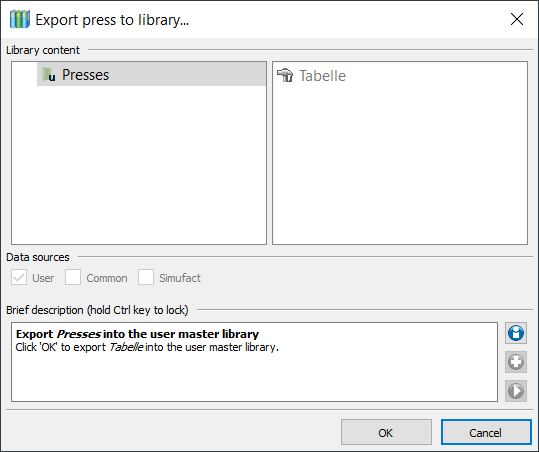 Export press to library...
Library content
u Presses
Tabelle
Data sources
User Common Simufact
Brief description (hold Ctrl key to lock)
Export Presses into the user master library
Click 'OK' to export Tabelle into the user master library.
OK Cancel